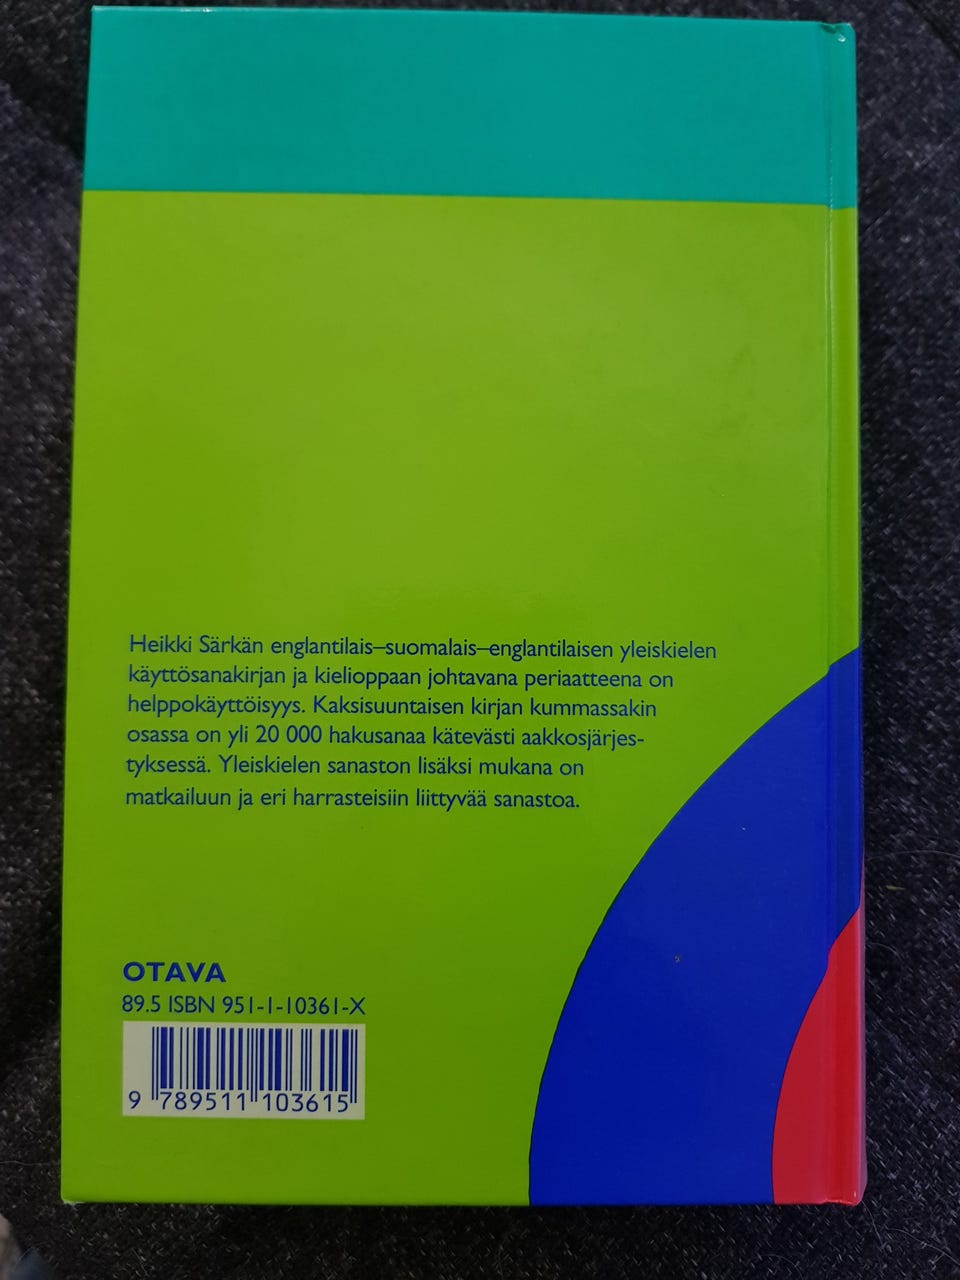 Heikki Särkän englantilais–suomalais–englantilaisen yleiskielen
käyttösanakirjan ja kielioppaan johtavana periaatteena on
helppokäyttöisyys. Kaksisuuntaisen kirjan kummassakin
osassa on yli 20 000 hakusanaa kätevästi aakkosjärjes-
tyksessä. Yleiskielen sanaston lisäksi mukana on
matkailuun ja eri harrasteisiin liittyvää sanastoa.
OTAVA
89.5 ISBN 951-1-10361-X
9 789511 103615